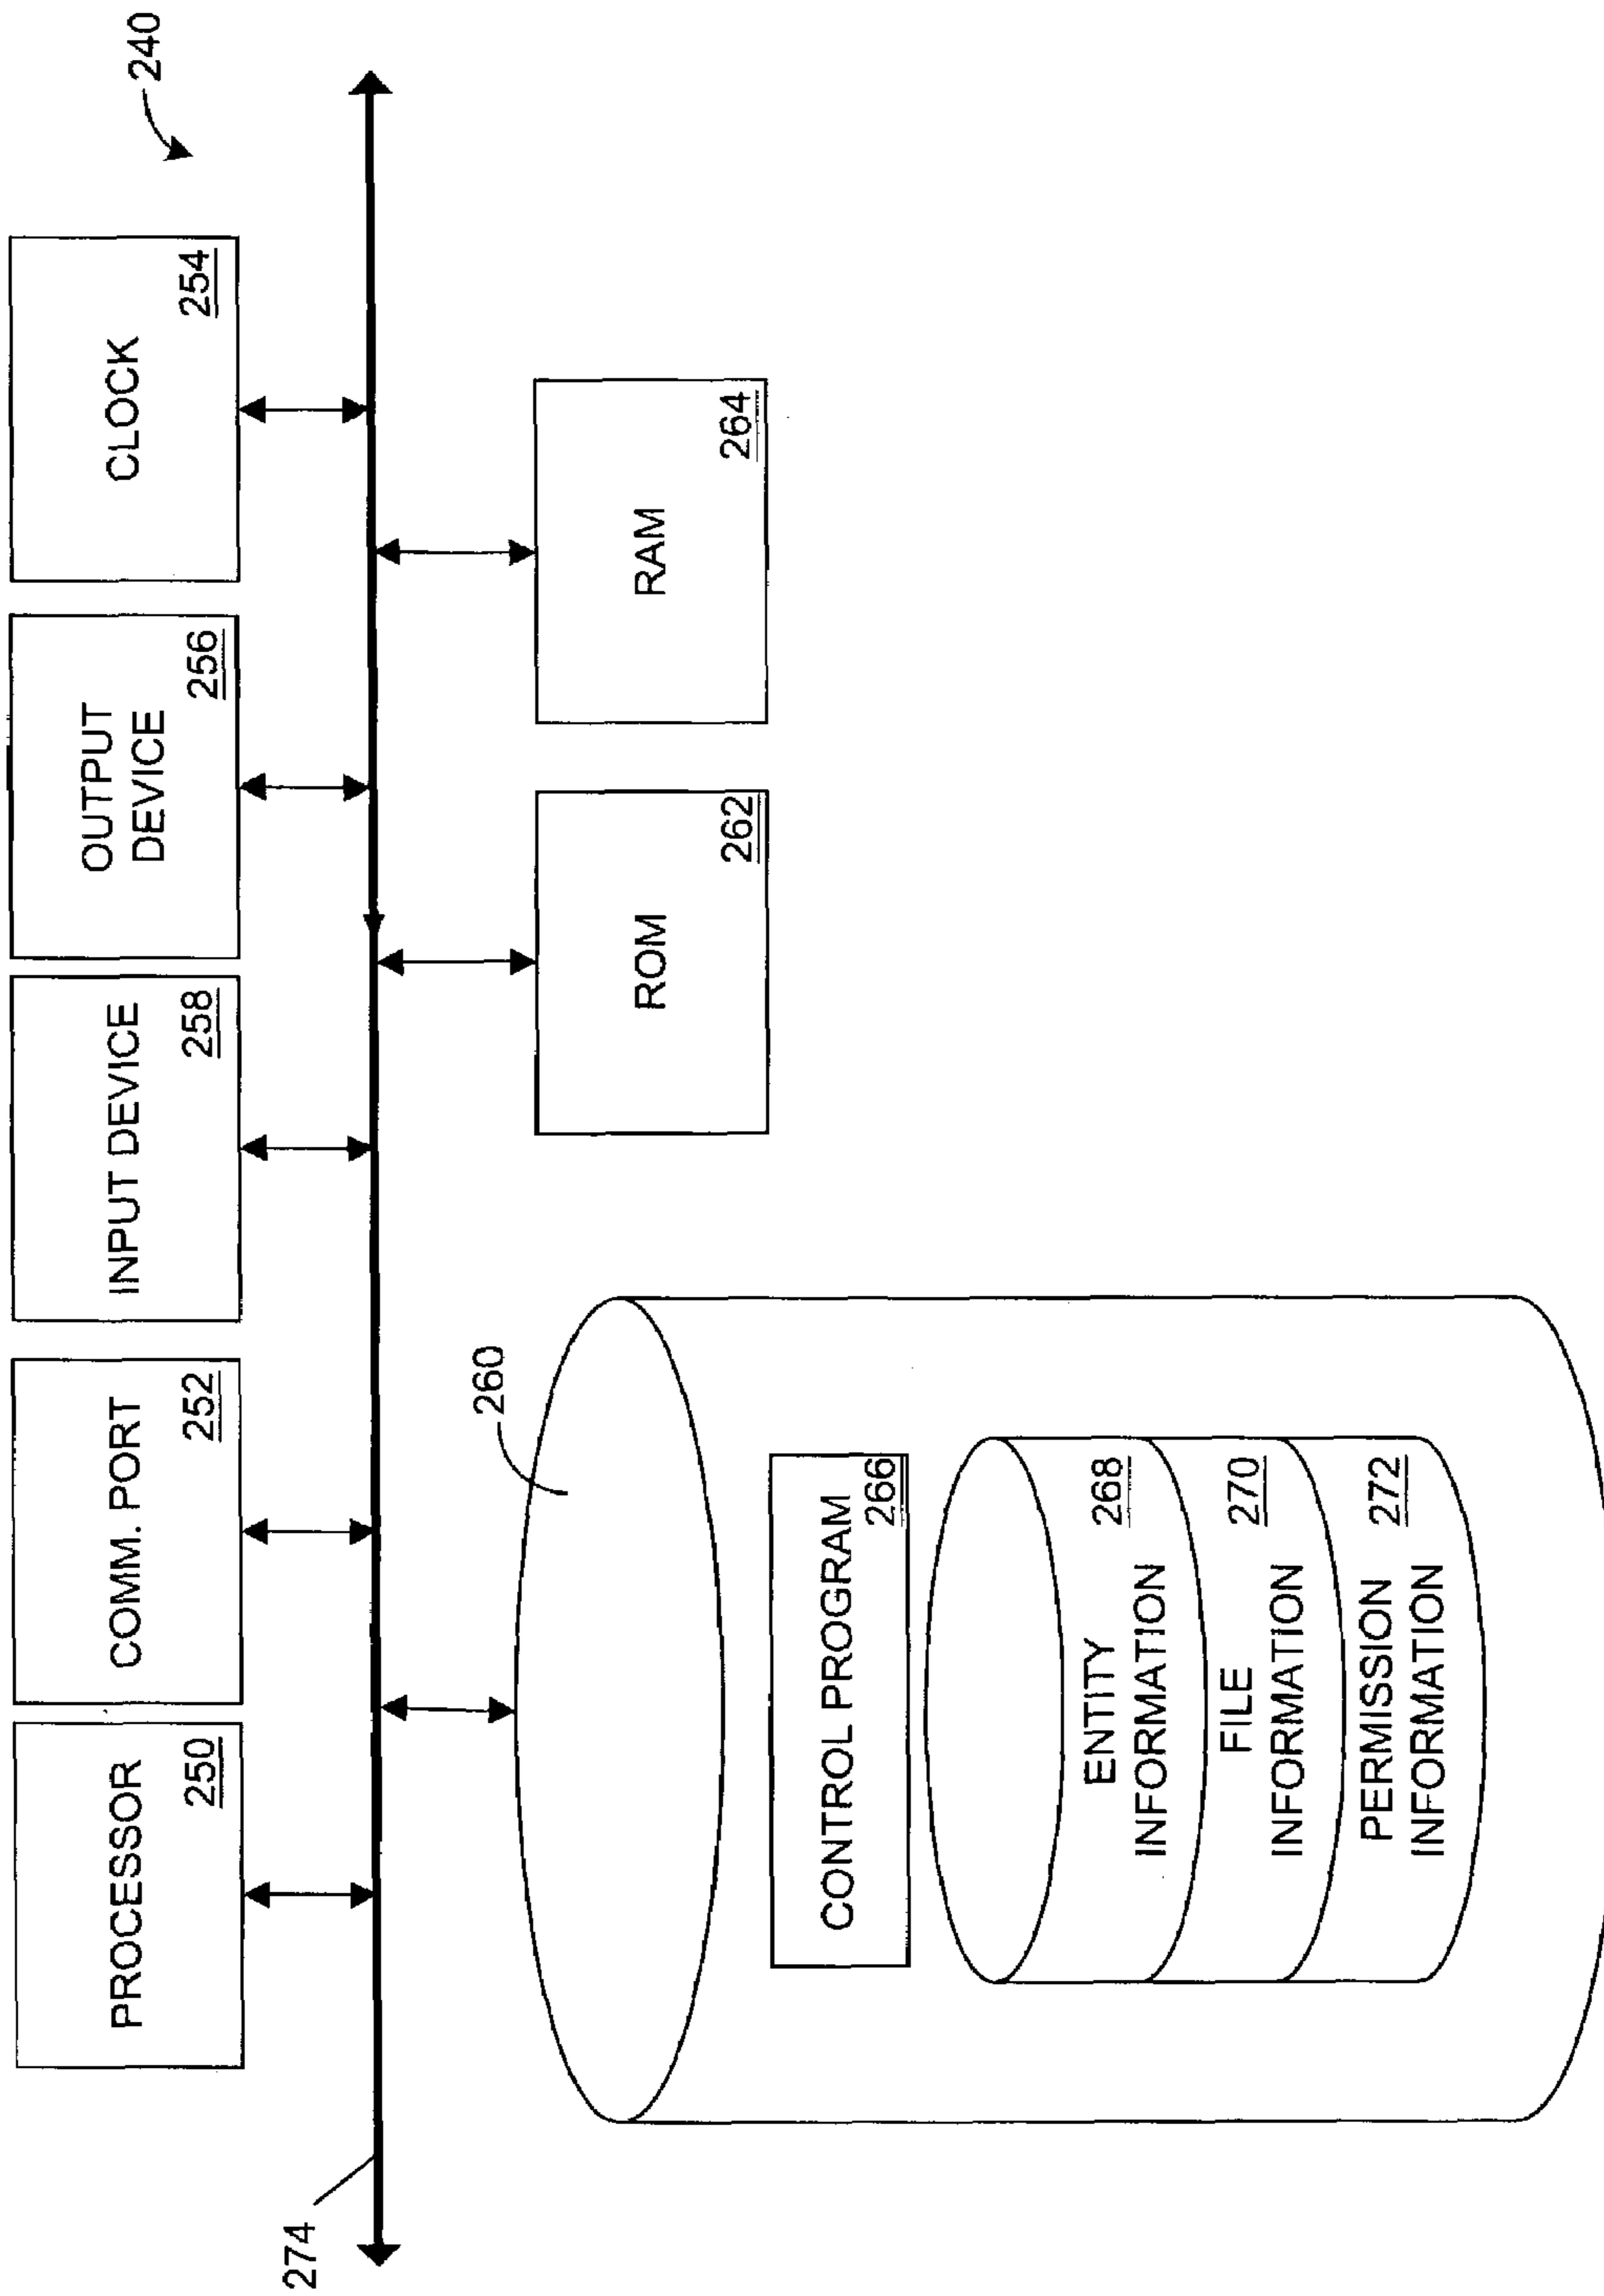 240
PROCESSOR
250
COMM. PORT
252
INPUT DEVICE
258
OUTPUT
DEVICE
256
CLOCK
254
274
260
ROM
262
RAM
264
CONTROL PROGRAM
266
ENTITY
INFORMATION
268
FILE
INFORMATION
270
PERMISSION
INFORMATION
272